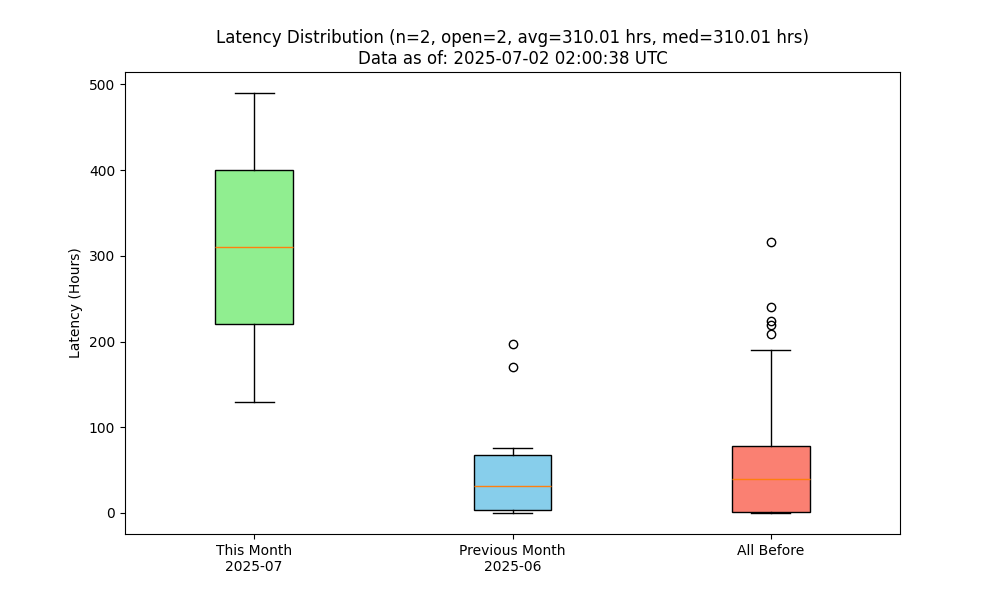 Latency Distribution (n=2, open=2, avg=310.01 hrs, med=310.01 hrs)
Data as of: 2025-07-02 02:00:38 UTC
500
400
300
200
100
0
Latency (Hours)
This Month
2025-07
Previous Month
2025-06
All Before